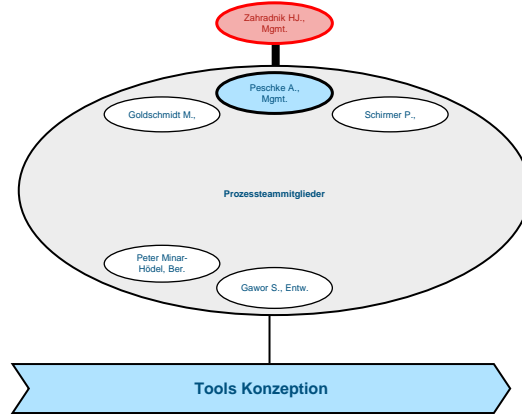 Zahradnik HJ.,
Mgmt.
Peschke A.,
Mgmt.
Goldschmidt M.,
Schirmer P.,
Prozessteammitglieder
Peter Minar-
Hödel, Ber.
Gawor S., Entw.
Tools Konzeption